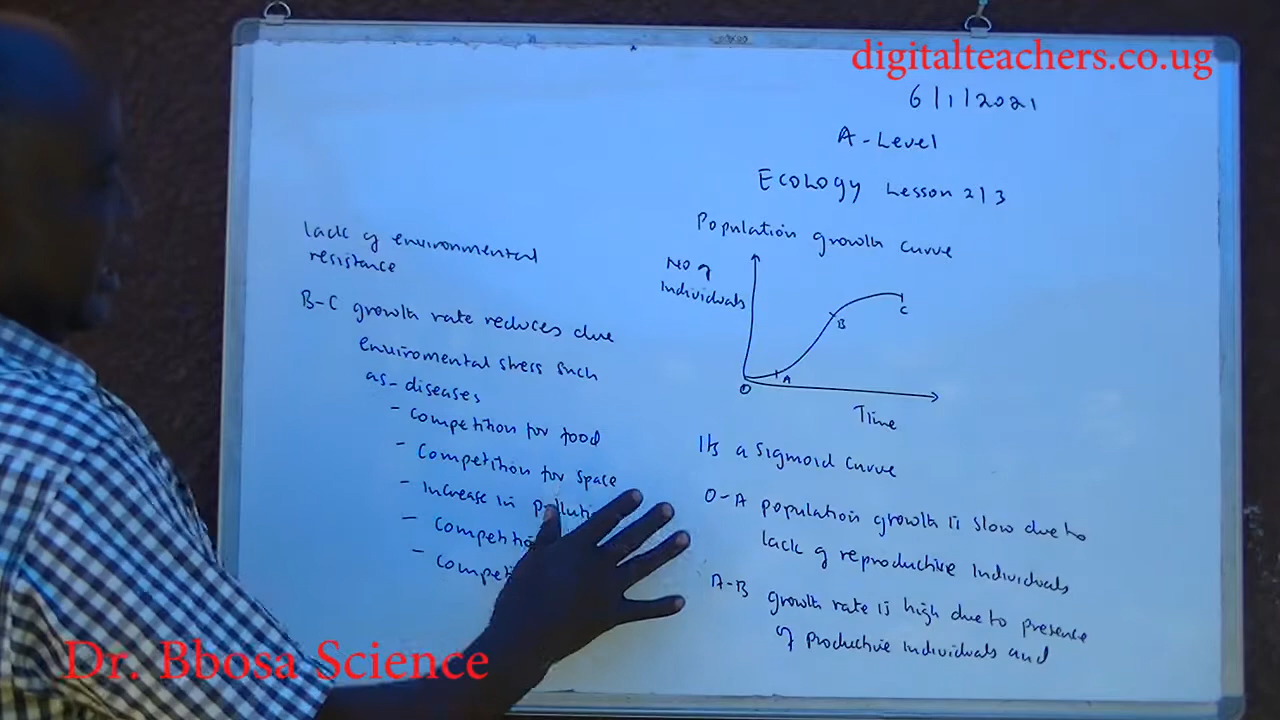 digitalteachers.co.ug
6/1/2021
A-Level
Ecology Lesson 2/3
Population growth curve
No of
Individuals
B
C
A
O
Time
Its a sigmoid curve
O-A population growth is slow due to
lack of reproductive individuals
A-B growth rate is high due to presence
of productive individuals and
lack of environmental
resistance
B-C growth rate reduces due
enviromental stress such
as - diseases
- Competition for food
- Competition for space
- Increase in
Dr. Bbosa Science